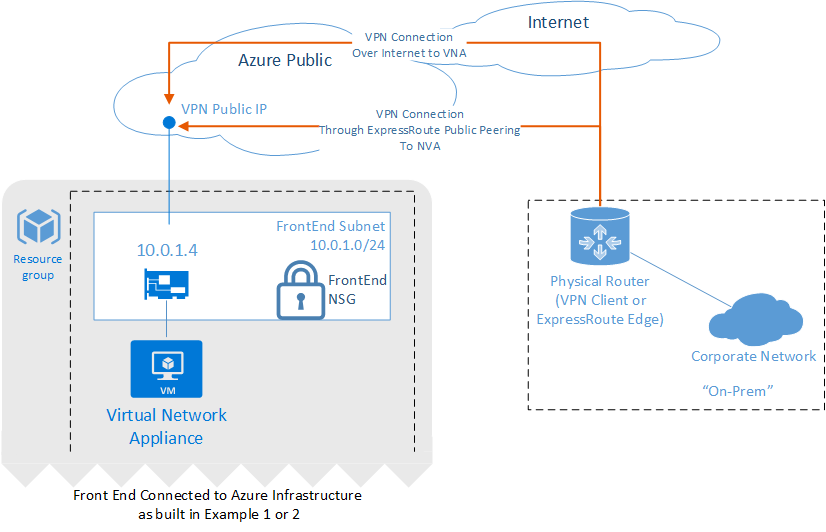 Internet
VPN Connection
Over Internet to VNA
Azure Public
VPN Public IP
VPN Connection
Through ExpressRoute Public Peering
To NVA
Resource
group
FrontEnd Subnet
10.0.1.0/24
10.0.1.4
FrontEnd
NSG
VM
Virtual Network
Appliance
Physical Router
(VPN Client or
ExpressRoute Edge)
Corporate Network
“On-Prem”
Front End Connected to Azure Infrastructure
as built in Example 1 or 2